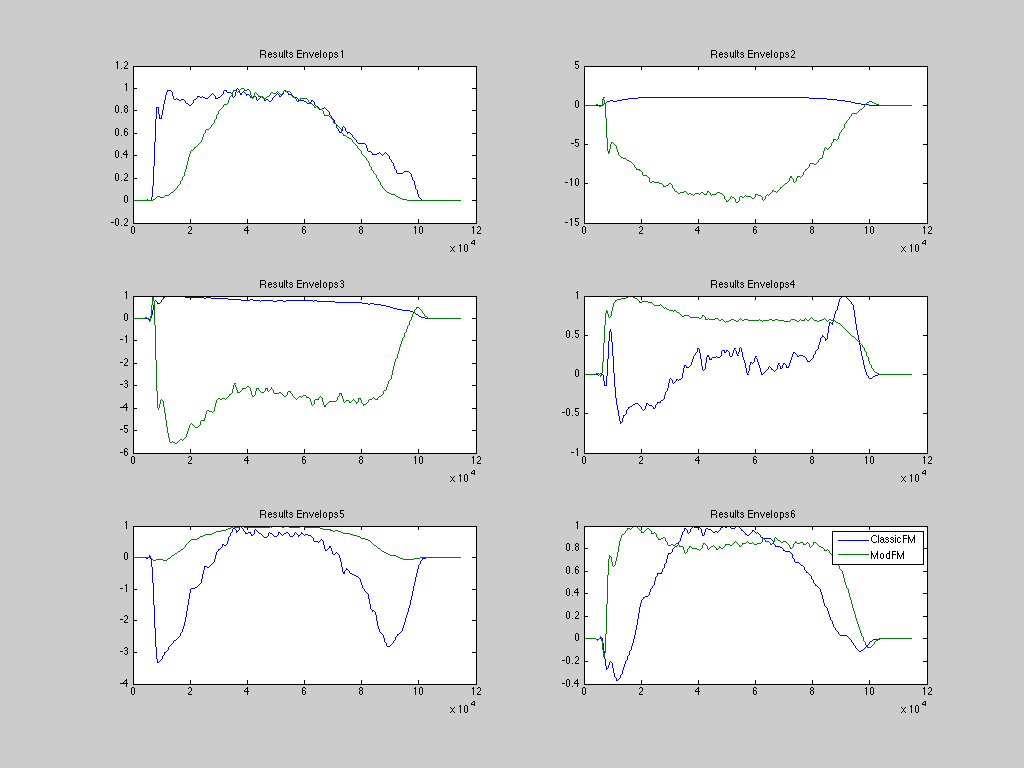 Results Envelops1
1.2
1
0.8
0.6
0.4
0.2
0
-0.2
0 2 4 6 8 10 12
x 10^4
Results Envelops2
5
0
-5
-10
-15
0 2 4 6 8 10 12
x 10^4
Results Envelops3
1
0
-1
-2
-3
-4
-5
-6
0 2 4 6 8 10 12
x 10^4
Results Envelops4
1
0.5
0
-0.5
-1
0 2 4 6 8 10 12
x 10^4
Results Envelops5
1
0
-1
-2
-3
-4
0 2 4 6 8 10 12
x 10^4
Results Envelops6
1
0.8
0.6
0.4
0.2
0
-0.2
-0.4
0 2 4 6 8 10 12
x 10^4
ClassicFM
ModFM